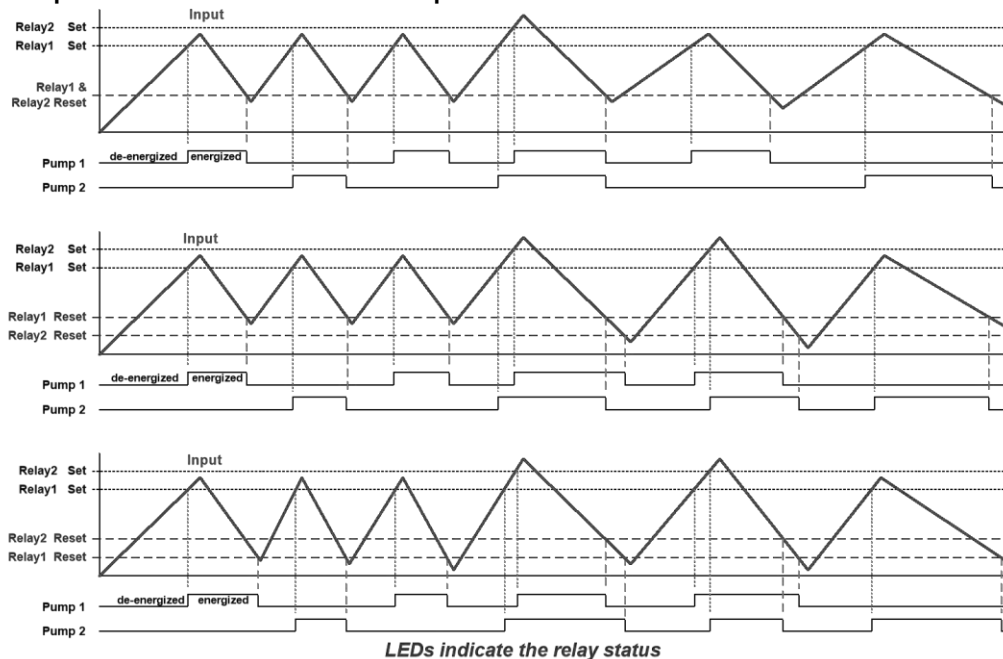 Input
Relay2 Set
Relay1 Set
Relay1 &
Relay2 Reset
de-energized energized
Pump 1
Pump 2
Input
Relay2 Set
Relay1 Set
Relay1 Reset
Relay2 Reset
de-energized energized
Pump 1
Pump 2
Input
Relay2 Set
Relay1 Set
Relay2 Reset
Relay1 Reset
de-energized energized
Pump 1
Pump 2
LEDs indicate the relay status